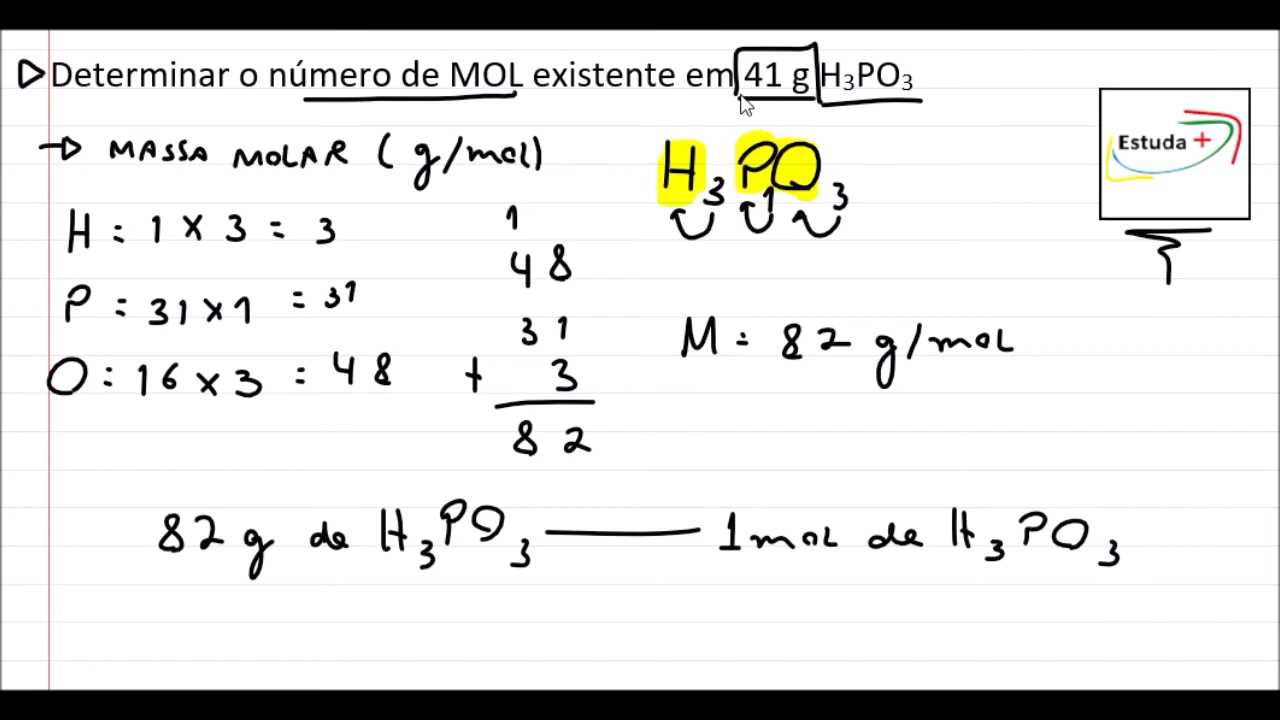 Determinar o número de MOL existente em 41 g H₃PO₃
MASSA MOLAR (g/mol)
H₃P₁O₃
Estuda +
H = 1 x 3 = 3
P = 31 x 1 = 31
O = 16 x 3 = 48
1
48
31
+ 3
82
M = 82 g/mol
82 g de H₃PO₃ —— 1 mol de H₃PO₃